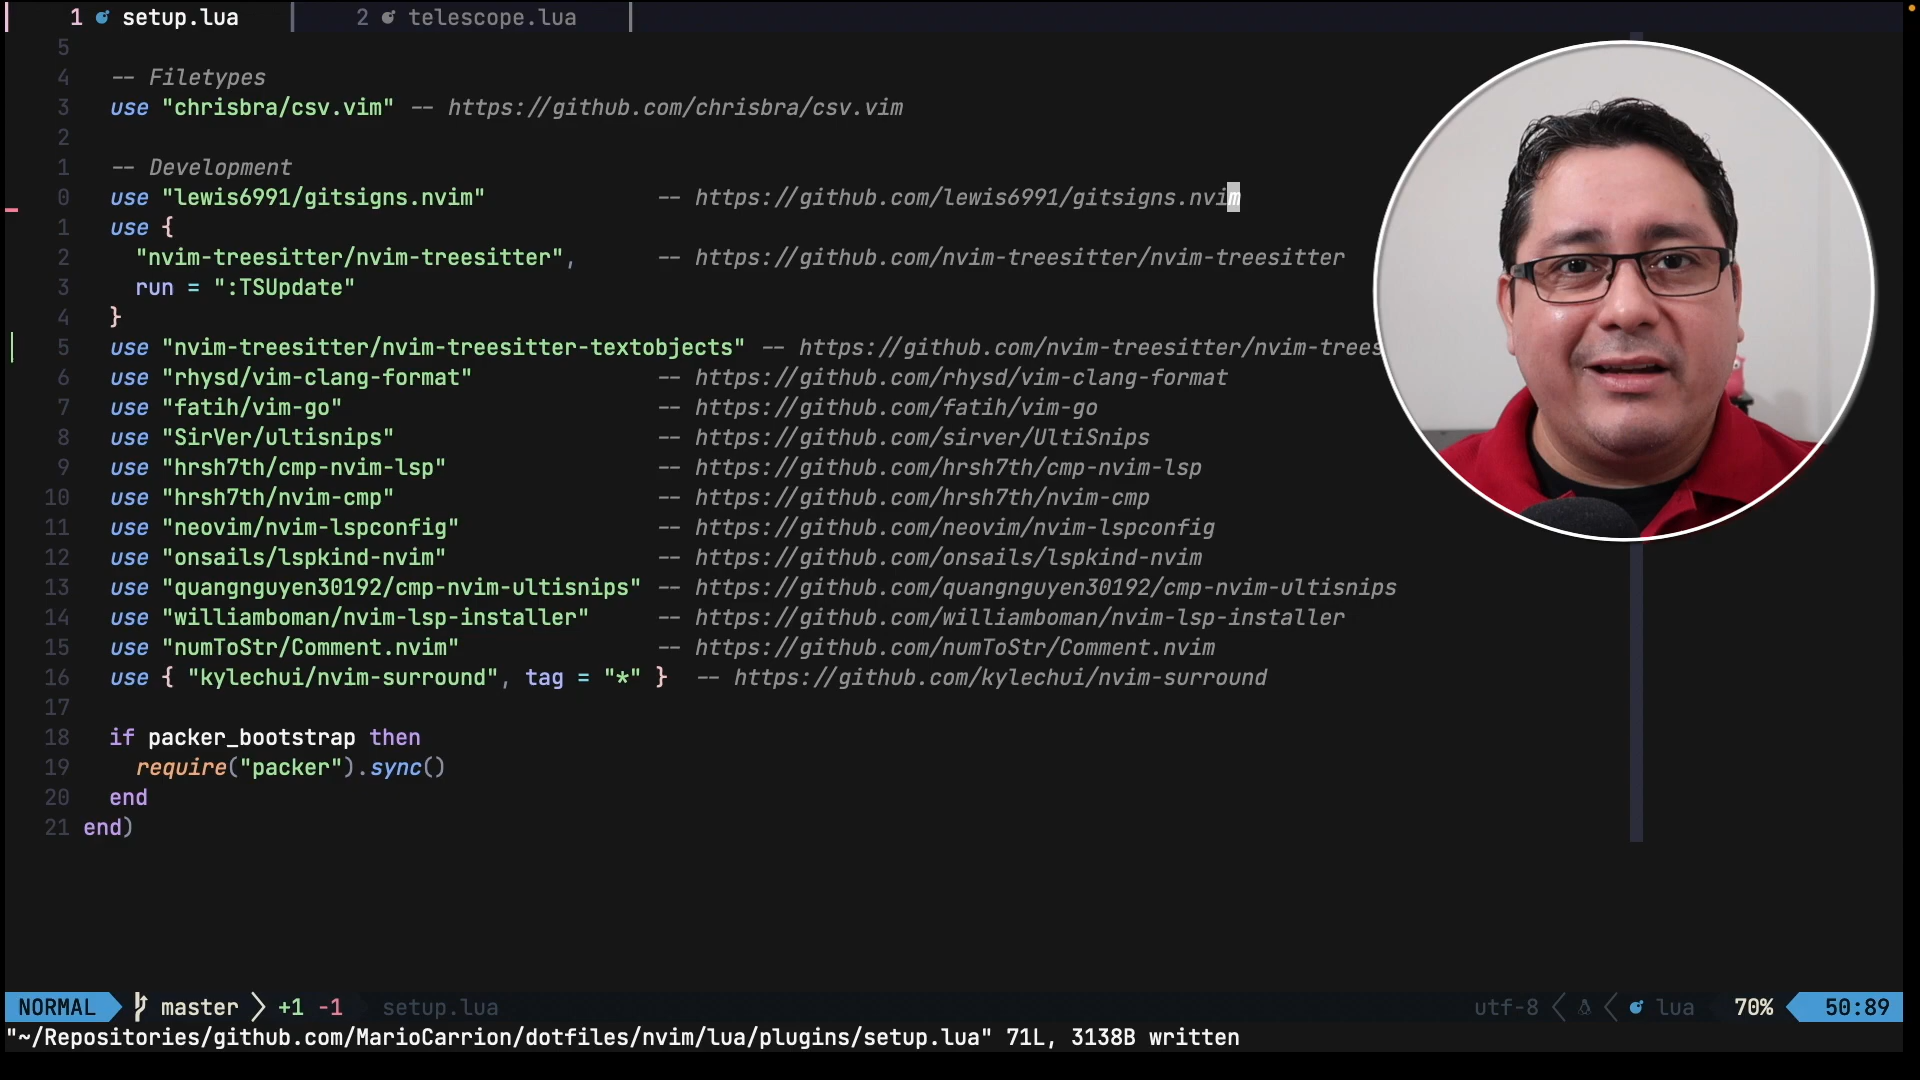 1 setup.lua 2 telescope.lua
5
4 -- Filetypes
3 use "chrisbra/csv.vim" -- https://github.com/chrisbra/csv.vim
2
1 -- Development
0 use "lewis6991/gitsigns.nvim" -- https://github.com/lewis6991/gitsigns.nvim
1 use {
2 "nvim-treesitter/nvim-treesitter", -- https://github.com/nvim-treesitter/nvim-treesitter
3 run = ":TSUpdate"
4 }
5 use "nvim-treesitter/nvim-treesitter-textobjects" -- https://github.com/nvim-treesitter/nvim-trees
6 use "rhysd/vim-clang-format" -- https://github.com/rhysd/vim-clang-format
7 use "fatih/vim-go" -- https://github.com/fatih/vim-go
8 use "SirVer/ultisnips" -- https://github.com/sirver/UltiSnips
9 use "hrsh7th/cmp-nvim-lsp" -- https://github.com/hrsh7th/cmp-nvim-lsp
10 use "hrsh7th/nvim-cmp" -- https://github.com/hrsh7th/nvim-cmp
11 use "neovim/nvim-lspconfig" -- https://github.com/neovim/nvim-lspconfig
12 use "onsails/lspkind-nvim" -- https://github.com/onsails/lspkind-nvim
13 use "quangnguyen30192/cmp-nvim-ultisnips" -- https://github.com/quangnguyen30192/cmp-nvim-ultisnips
14 use "williamboman/nvim-lsp-installer" -- https://github.com/williamboman/nvim-lsp-installer
15 use "numToStr/Comment.nvim" -- https://github.com/numToStr/Comment.nvim
16 use { "kylechui/nvim-surround", tag = "*" } -- https://github.com/kylechui/nvim-surround
17
18 if packer_bootstrap then
19 require("packer").sync()
20 end
21 end)
NORMAL master +1 -1 setup.lua utf-8 lua 70% 50:89
"~/Repositories/github.com/MarioCarrion/dotfiles/nvim/lua/plugins/setup.lua" 71L, 3138B written